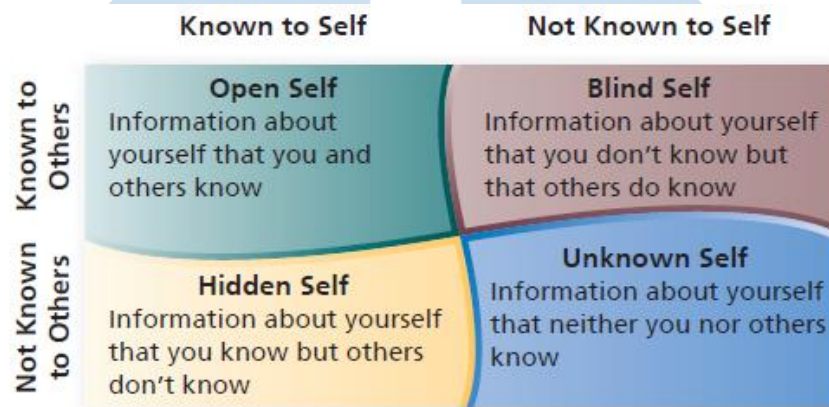 Known to Self
Not Known to Self
Known to
Others
Open Self
Information about
yourself that you and
others know
Blind Self
Information about yourself
that you don't know but
that others do know
Not Known
to Others
Hidden Self
Information about yourself
that you know but others
don't know
Unknown Self
Information about yourself
that neither you nor others
know